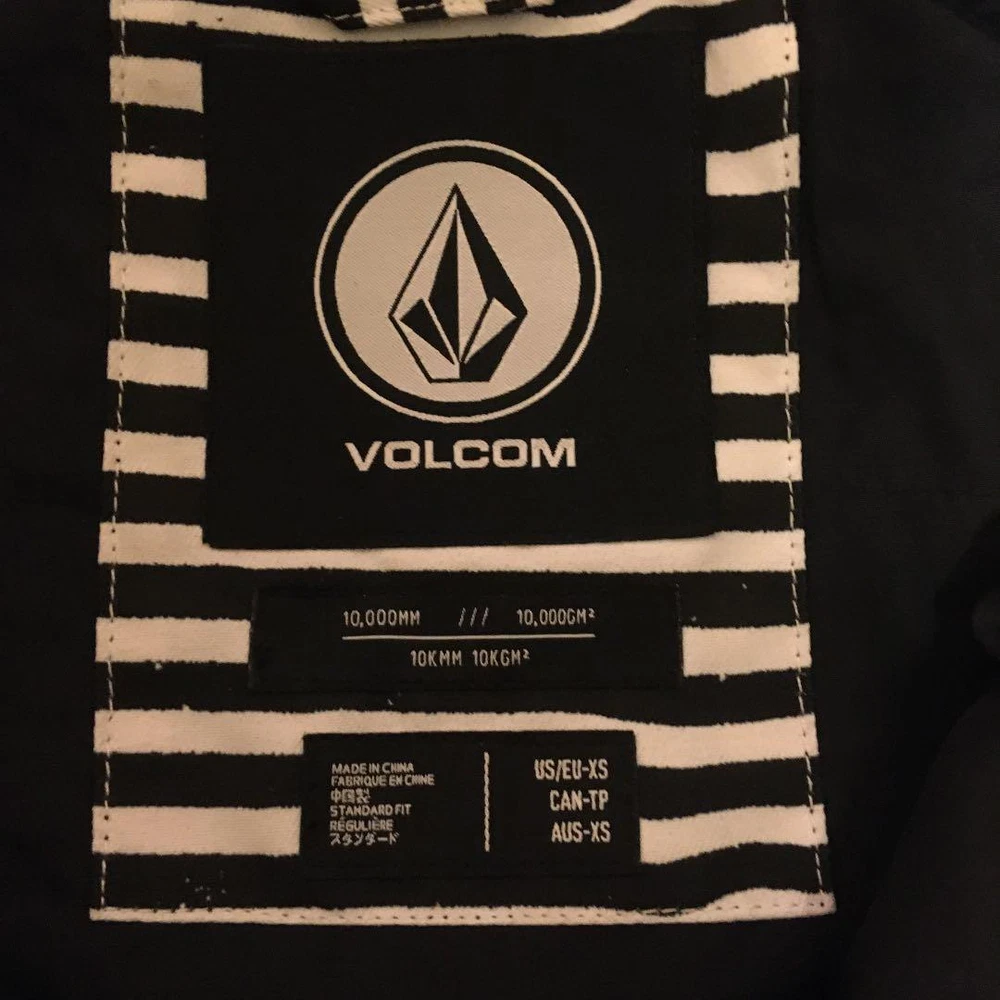 VOLCOM
10,000MM /// 10,000GM²
10KMM 10KGM²
MADE IN CHINA
FABRIQUE EN CHINE
中国製
STANDARD FIT
RÉGULIÈRE
スタンダード
US/EU-XS
CAN-TP
AUS-XS